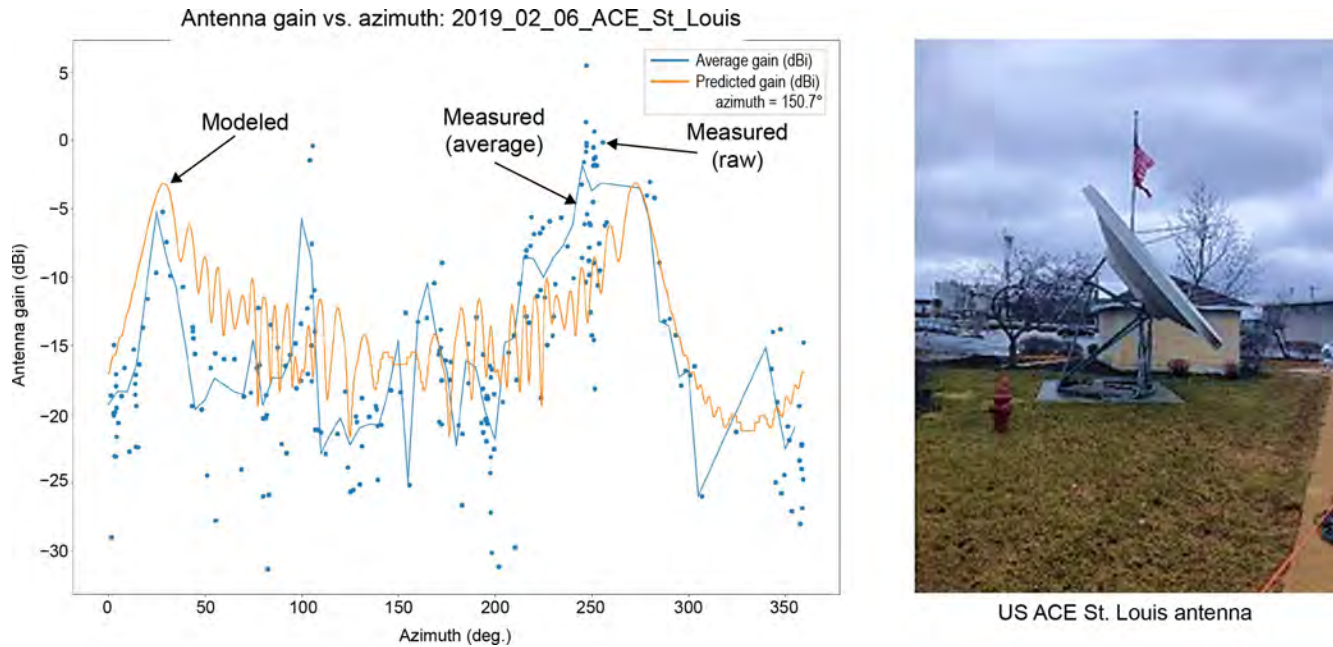 Antenna gain vs. azimuth: 2019_02_06_ACE_St_Louis
Average gain (dBi)
Predicted gain (dBi)
azimuth = 150.7°
Modeled
Measured
(average)
Measured
(raw)
Antenna gain (dBi)
5
0
−5
−10
−15
−20
−25
−30
0
50
100
150
200
250
300
350
Azimuth (deg.)
US ACE St. Louis antenna